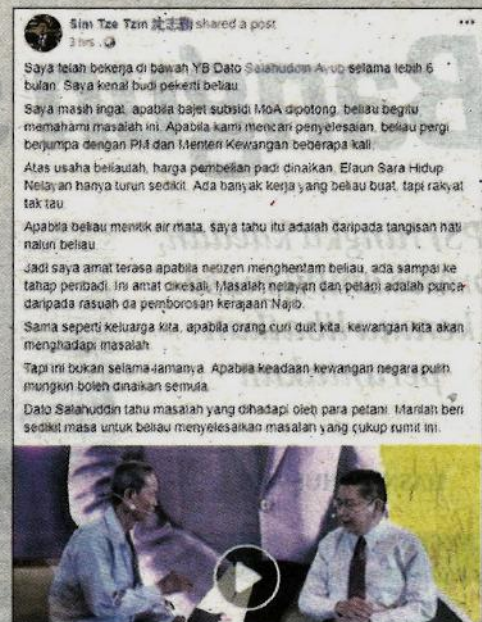 Sim Tze Tzin 沈志勤 shared a post
3 hrs
Saya telah bekerja di bawah YB Dato Salahuddin Ayub selama lebih 6
bulan. Saya kenal budi pekerti beliau
Saya masih ingat, apabila bajet subsidi MoA dipotong, beliau begitu
memahami masalah ini. Apabila kami mencari penyelesaian, beliau pergi
berjumpa dengan PM dan Menteri Kewangan beberapa kali.
Atas usaha beliaulah, harga pembelian padi dinaikan, Elaun Sara Hidup
Nelayan hanya turun sedikit. Ada banyak kerja yang beliau buat, tapi rakyat
tak tau.
Apabila beliau menitik air mata, saya tahu itu adalah daripada tangisan hati
naluri beliau
Jadi saya amat terasa apabila netizen menghentam beliau, ada sampai ke
tahap peribadi. Ini amat dikesali. Masalah nelayan dan petani adalah punca
daripada rasuah da pemborosan kerajaan Najib.
Sama seperti keluarga kita, apabila orang curi duit kita, kewangan kita akan
menghadapi masalah
Tapi ini bukan selama-lamanya. Apabila keadaan kewangan negara pulih
mungkin boleh dinaikan semula.
Dato Salahuddin tahu masalah yang dihadapi oleh para petani. Marilah beri
sedikit masa untuk beliau menyelesaikan masalah yang cukup rumit ini.